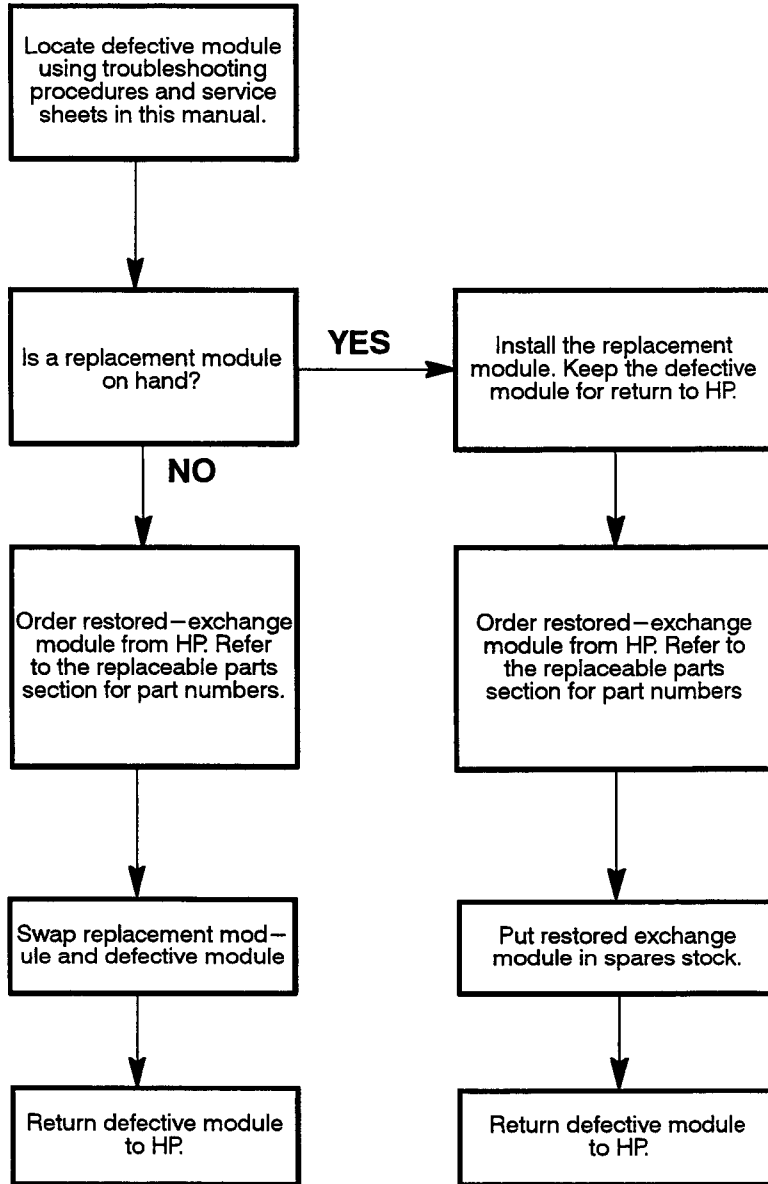 Locate defective module
using troubleshooting
procedures and service
sheets in this manual.
Is a replacement module
on hand?
YES
Install the replacement
module. Keep the defective
module for return to HP.
NO
Order restored—exchange
module from HP. Refer
to the replaceable parts
section for part numbers.
Order restored—exchange
module from HP. Refer to
the replaceable parts
section for part numbers
Swap replacement mod—
ule and defective module
Put restored exchange
module in spares stock.
Return defective module
to HP.
Return defective module
to HP.